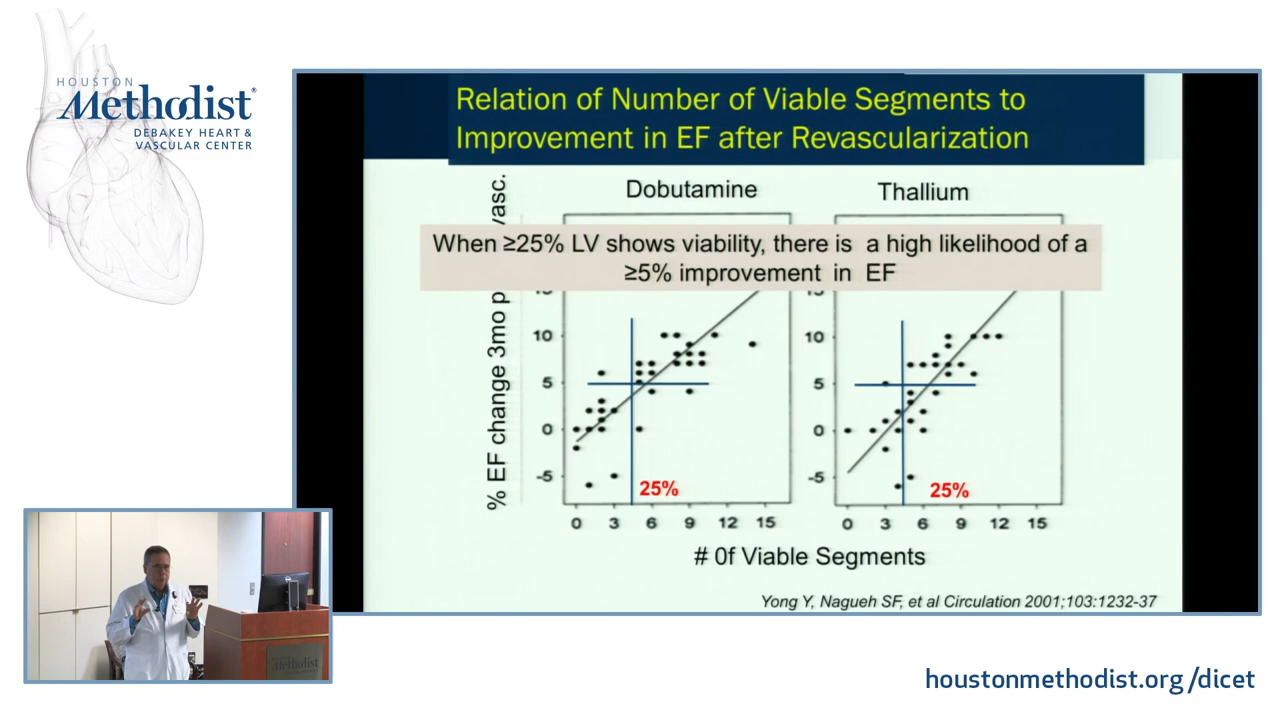 HOUSTON
Methodist®
DEBAKEY HEART &
VASCULAR CENTER
Relation of Number of Viable Segments to
Improvement in EF after Revascularization
Dobutamine
Thallium
When ≥25% LV shows viability, there is a high likelihood of a
≥5% improvement in EF
% EF change 3mo p vasc.
15
10
5
0
-5
15
10
5
0
-5
25%
25%
0 3 6 9 12 15
0 3 6 9 12 15
# 0f Viable Segments
Yong Y, Nagueh SF, et al Circulation 2001;103:1232-37
Methodist
houstonmethodist.org/dicet